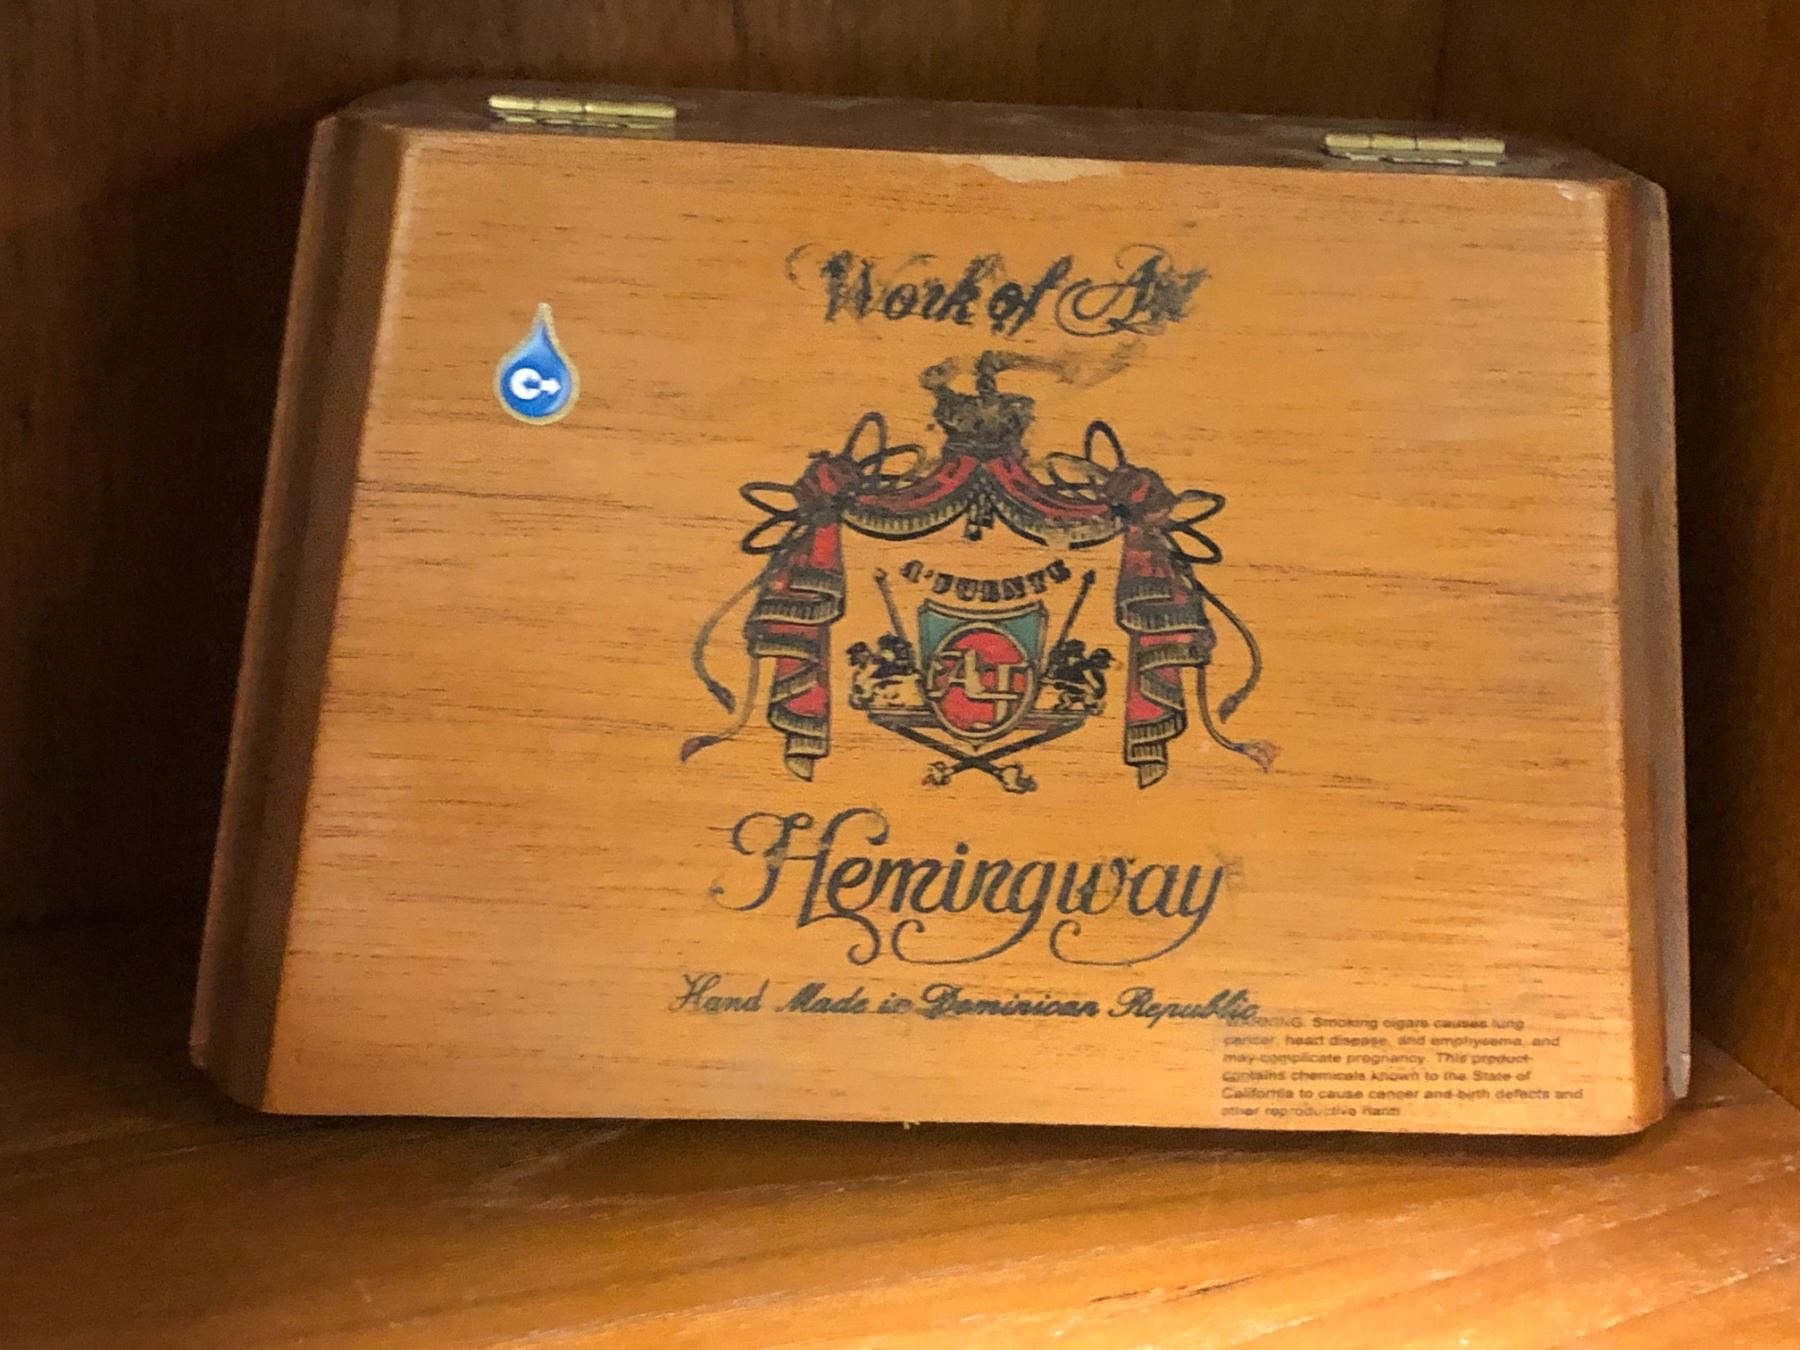 Work of Art
A. FUENTE
AF
Hemingway
Hand Made in Dominican Republic
WARNING: Smoking cigars causes lung
cancer, heart disease, and emphysema, and
may complicate pregnancy. This product
contains chemicals known to the State of
California to cause cancer and birth defects and
other reproductive harm.